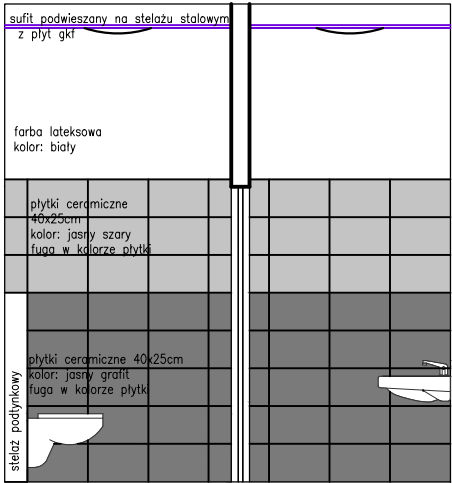 sufit podwieszany na stelażu stalowym
z płyt gkf
farba lateksowa
kolor: biały
płytki ceramiczne
40x25cm
kolor: jasny szary
fuga w kolorze płytki
płytki ceramiczne 40x25cm
kolor: jasny grafit
fuga w kolorze płytki
stelaż podtynkowy